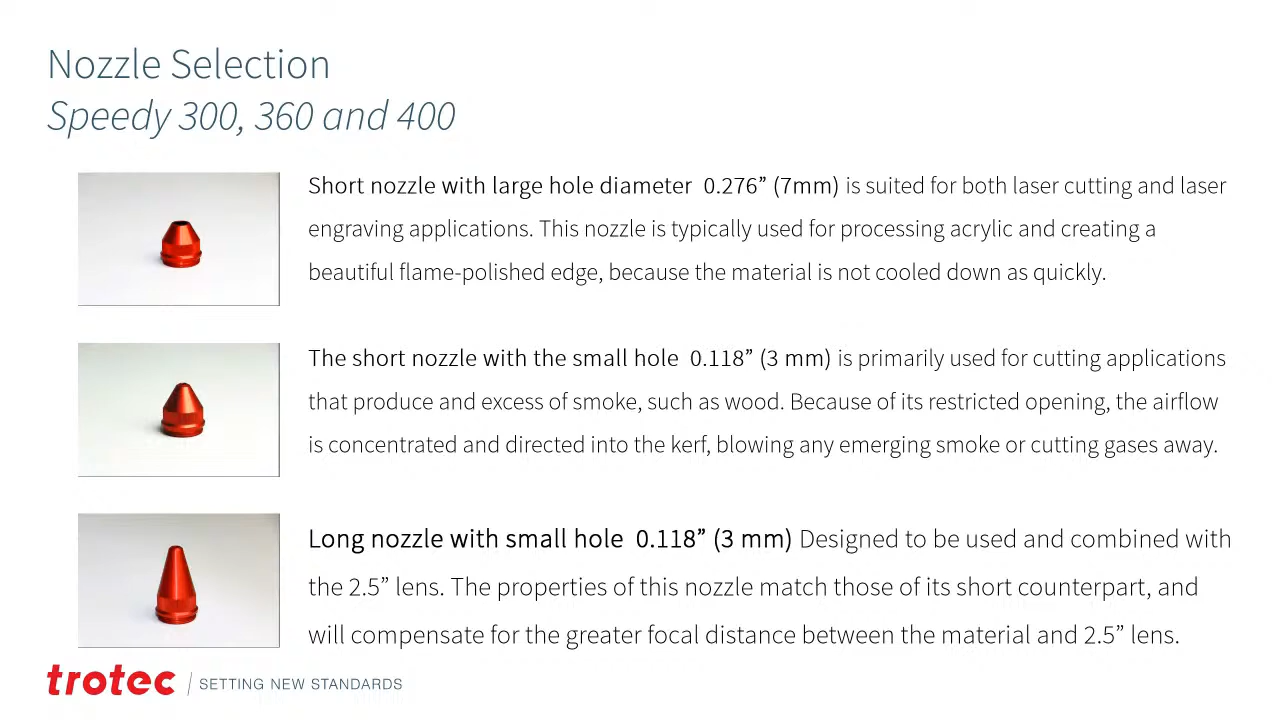 Nozzle Selection
Speedy 300, 360 and 400
Short nozzle with large hole diameter  0.276” (7mm) is suited for both laser cutting and laser
engraving applications. This nozzle is typically used for processing acrylic and creating a
beautiful flame-polished edge, because the material is not cooled down as quickly.
The short nozzle with the small hole  0.118” (3 mm) is primarily used for cutting applications
that produce and excess of smoke, such as wood. Because of its restricted opening, the airflow
is concentrated and directed into the kerf, blowing any emerging smoke or cutting gases away.
Long nozzle with small hole  0.118” (3 mm) Designed to be used and combined with
the 2.5” lens. The properties of this nozzle match those of its short counterpart, and
will compensate for the greater focal distance between the material and 2.5” lens.
trotec / SETTING NEW STANDARDS